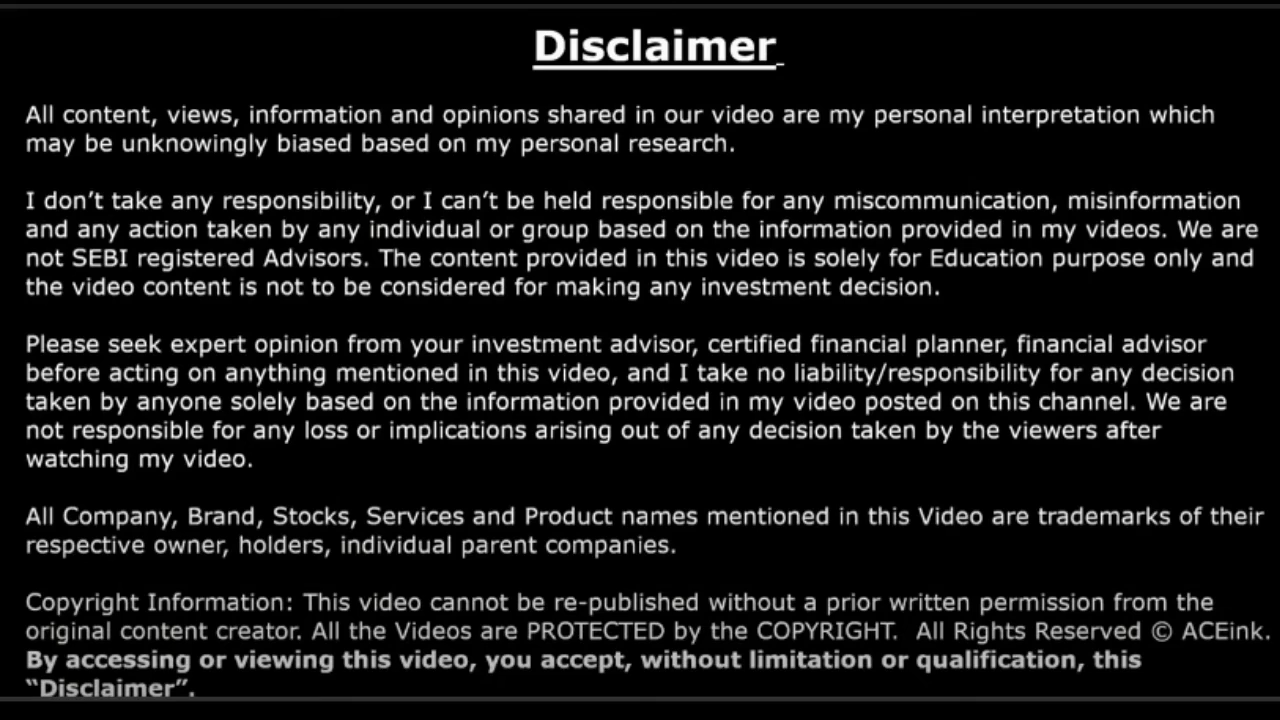 Disclaimer
All content, views, information and opinions shared in our video are my personal interpretation which
may be unknowingly biased based on my personal research.
I don’t take any responsibility, or I can’t be held responsible for any miscommunication, misinformation
and any action taken by any individual or group based on the information provided in my videos. We are
not SEBI registered Advisors. The content provided in this video is solely for Education purpose only and
the video content is not to be considered for making any investment decision.
Please seek expert opinion from your investment advisor, certified financial planner, financial advisor
before acting on anything mentioned in this video, and I take no liability/responsibility for any decision
taken by anyone solely based on the information provided in my video posted on this channel. We are
not responsible for any loss or implications arising out of any decision taken by the viewers after
watching my video.
All Company, Brand, Stocks, Services and Product names mentioned in this Video are trademarks of their
respective owner, holders, individual parent companies.
Copyright Information: This video cannot be re-published without a prior written permission from the
original content creator. All the Videos are PROTECTED by the COPYRIGHT.  All Rights Reserved © ACEink.
By accessing or viewing this video, you accept, without limitation or qualification, this
“Disclaimer”.